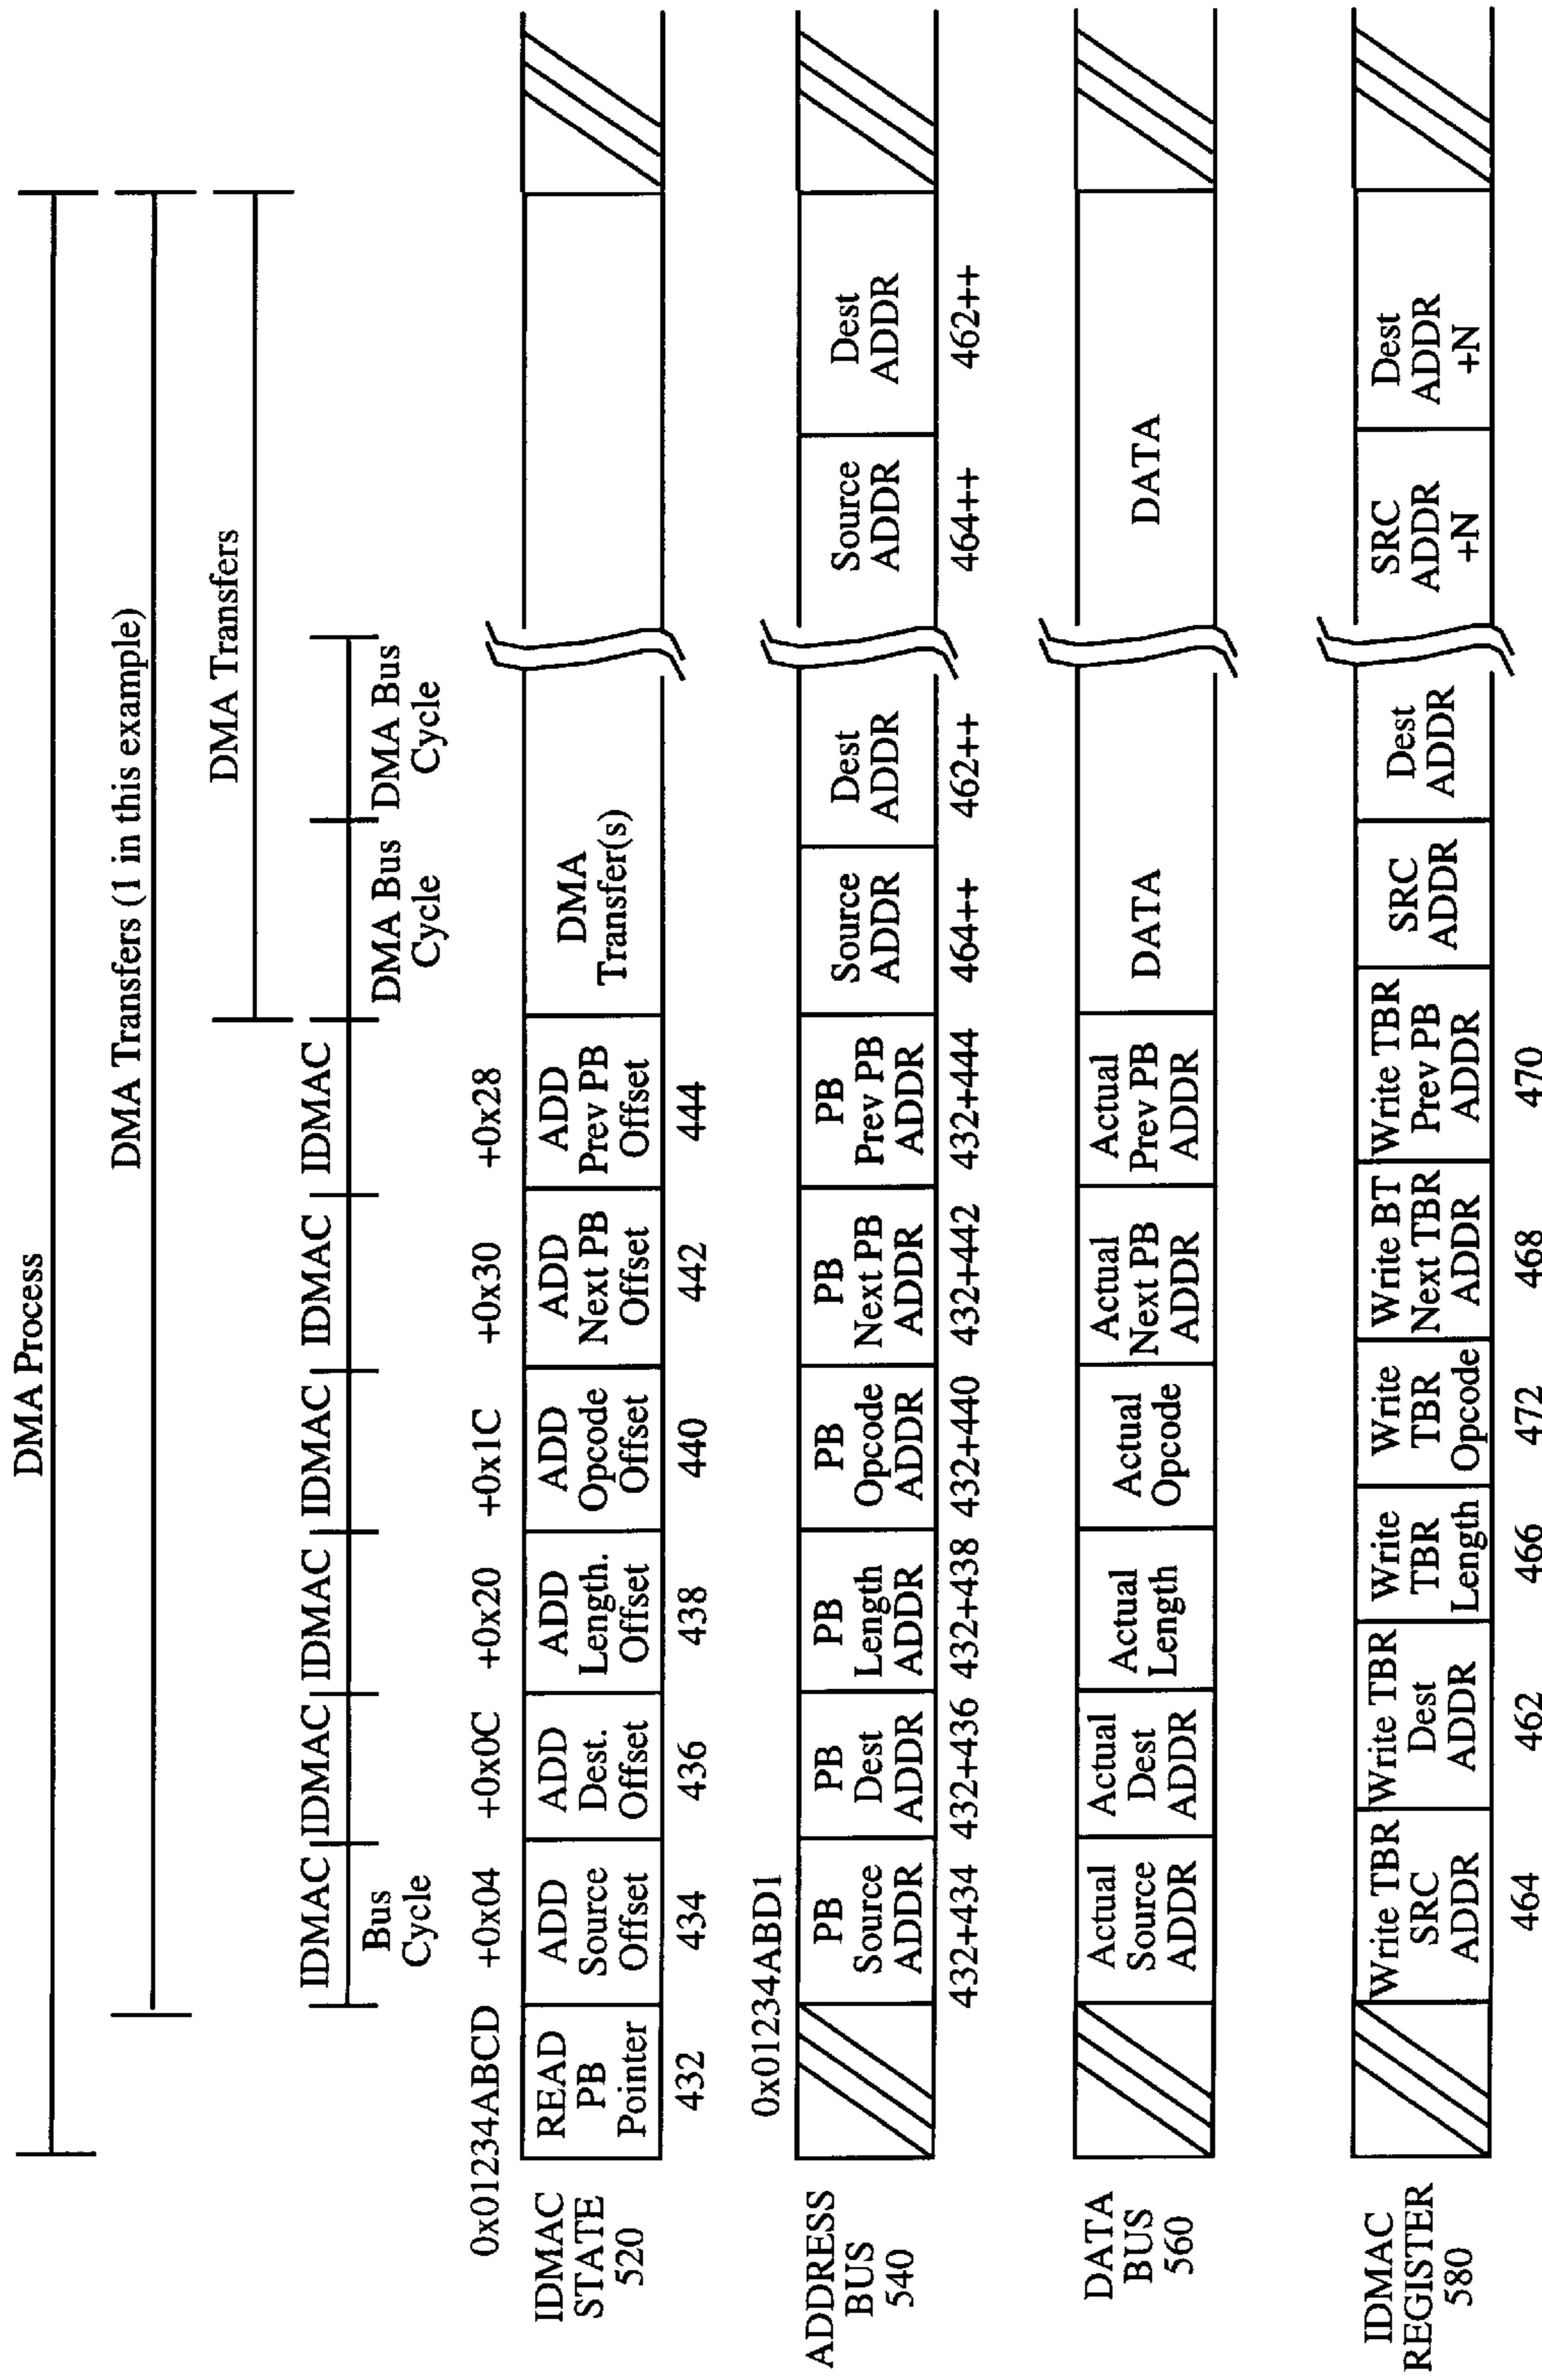 DMA Process
DMA Transfers (1 in this example)
DMA Transfers
IDMAC IDMAC IDMAC IDMAC IDMAC IDMAC
Bus
Cycle
DMA Bus
Cycle
DMA Bus
Cycle
0x01234ABCD +0x04 +0x0C +0x20 +0x1C +0x30 +0x28
IDMAC
STATE
520
READ
PB
Pointer
ADD
Source
Offset
ADD
Dest.
Offset
ADD
Length.
Offset
ADD
Opcode
Offset
ADD
Next PB
Offset
ADD
Prev PB
Offset
DMA
Transfer(s)
432 434 436 438 440 442 444
0x01234ABD1
ADDRESS
BUS
540
PB
Source
ADDR
PB
Dest
ADDR
PB
Length
ADDR
PB
Opcode
ADDR
PB
Next PB
ADDR
PB
Prev PB
ADDR
Source
ADDR
Dest
ADDR
Source
ADDR
Dest
ADDR
432+434 432+436 432+438 432+440 432+442 432+444 464++ 462++ 464++ 462++
DATA
BUS
560
Actual
Source
ADDR
Actual
Dest
ADDR
Actual
Length
Actual
Opcode
Actual
Next PB
ADDR
Actual
Prev PB
ADDR
DATA
DATA
IDMAC
REGISTER
580
Write TBR
SRC
ADDR
Write TBR
Dest
ADDR
Write
TBR
Length
Write
TBR
Opcode
Write BT
Next TBR
ADDR
Write TBR
Prev PB
ADDR
SRC
ADDR
Dest
ADDR
SRC
ADDR
+N
Dest
ADDR
+N
464 462 466 472 468 470